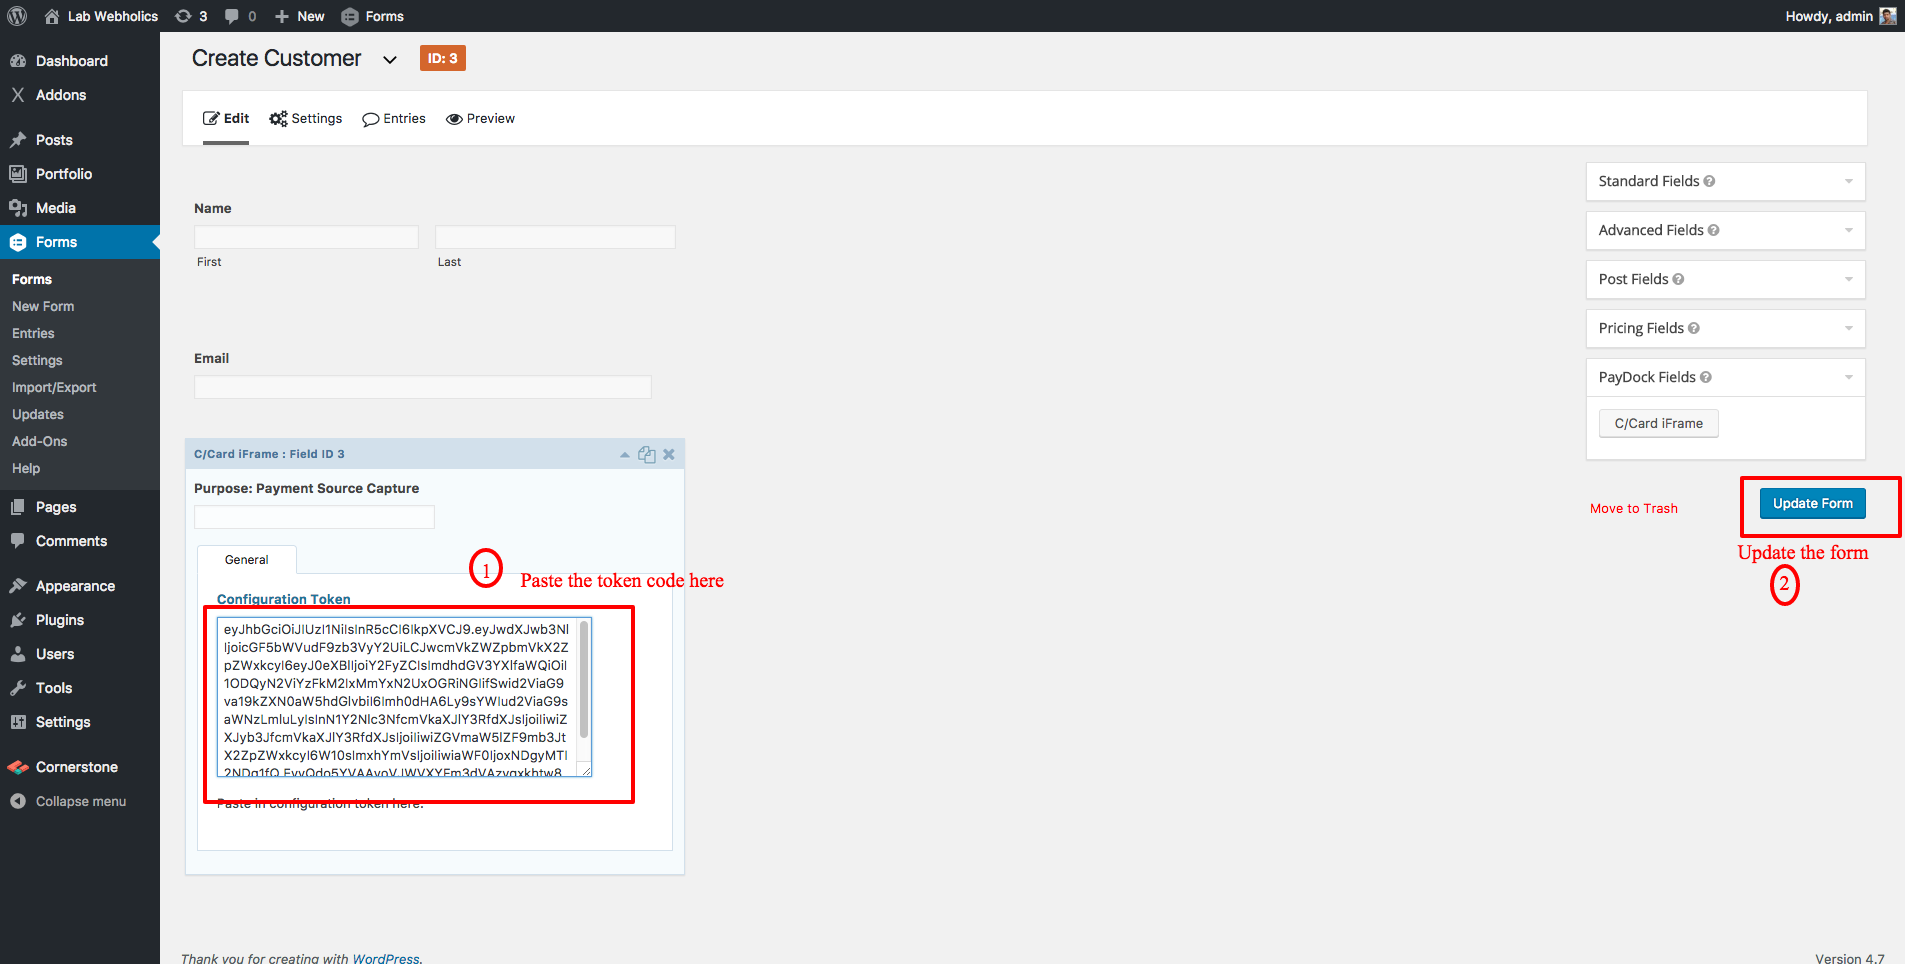 Lab Webholics 3 0 New Forms Howdy, admin
Dashboard
Addons
Posts
Portfolio
Media
Forms
Forms
New Form
Entries
Settings
Import/Export
Updates
Add-Ons
Help
Pages
Comments
Appearance
Plugins
Users
Tools
Settings
Cornerstone
Collapse menu
Create Customer ID: 3
Edit Settings Entries Preview
Name
First Last
Email
C/Card iFrame : Field ID 3
Purpose: Payment Source Capture
General
1 Paste the token code here
Configuration Token
Paste in configuration token here.
Standard Fields
Advanced Fields
Post Fields
Pricing Fields
PayDock Fields
C/Card iFrame
Move to Trash Update Form
Update the form
2
Thank you for creating with WordPress. Version 4.7